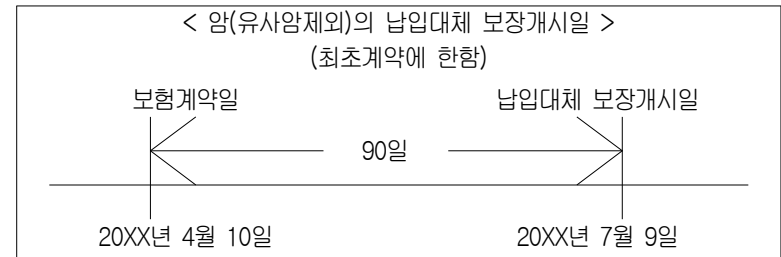 < 암(유사암제외)의 납입대체 보장개시일 >
(최초계약에 한함)
보험계약일 납입대체 보장개시일
90일
20XX년 4월 10일 20XX년 7월 9일